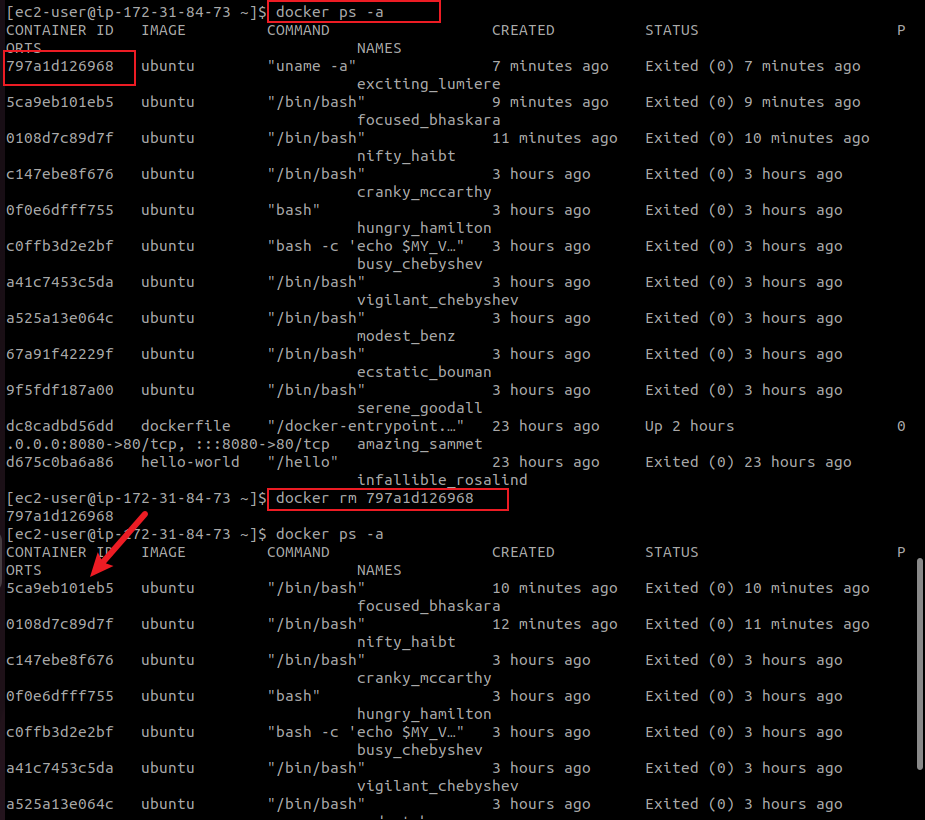 [ec2-user@ip-172-31-84-73 ~]$ docker ps -a
CONTAINER ID   IMAGE         COMMAND                  CREATED          STATUS                      P
ORTS                                   NAMES
797a1d126968   ubuntu        "uname -a"               7 minutes ago    Exited (0) 7 minutes ago
                                       exciting_lumiere
5ca9eb101eb5   ubuntu        "/bin/bash"              9 minutes ago    Exited (0) 9 minutes ago
                                       focused_bhaskara
0108d7c89d7f   ubuntu        "/bin/bash"              11 minutes ago   Exited (0) 10 minutes ago
                                       nifty_haibt
c147ebe8f676   ubuntu        "/bin/bash"              3 hours ago      Exited (0) 3 hours ago
                                       cranky_mccarthy
0f0e6dfff755   ubuntu        "bash"                   3 hours ago      Exited (0) 3 hours ago
                                       hungry_hamilton
c0ffb3d2e2bf   ubuntu        "bash -c 'echo $MY_V…"   3 hours ago      Exited (0) 3 hours ago
                                       busy_chebyshev
a41c7453c5da   ubuntu        "/bin/bash"              3 hours ago      Exited (0) 3 hours ago
                                       vigilant_chebyshev
a525a13e064c   ubuntu        "/bin/bash"              3 hours ago      Exited (0) 3 hours ago
                                       modest_benz
67a91f42229f   ubuntu        "/bin/bash"              3 hours ago      Exited (0) 3 hours ago
                                       ecstatic_bouman
9f5fdf187a00   ubuntu        "/bin/bash"              3 hours ago      Exited (0) 3 hours ago
                                       serene_goodall
dc8cadbd56dd   dockerfile    "/docker-entrypoint.…"   23 hours ago     Up 2 hours                  0
.0.0.0:8080->80/tcp, :::8080->80/tcp   amazing_sammet
d675c0ba6a86   hello-world   "/hello"                 23 hours ago     Exited (0) 23 hours ago
                                       infallible_rosalind
[ec2-user@ip-172-31-84-73 ~]$ docker rm 797a1d126968
797a1d126968
[ec2-user@ip-172-31-84-73 ~]$ docker ps -a
CONTAINER ID   IMAGE         COMMAND                  CREATED          STATUS                      P
ORTS                                   NAMES
5ca9eb101eb5   ubuntu        "/bin/bash"              10 minutes ago   Exited (0) 10 minutes ago
                                       focused_bhaskara
0108d7c89d7f   ubuntu        "/bin/bash"              12 minutes ago   Exited (0) 11 minutes ago
                                       nifty_haibt
c147ebe8f676   ubuntu        "/bin/bash"              3 hours ago      Exited (0) 3 hours ago
                                       cranky_mccarthy
0f0e6dfff755   ubuntu        "bash"                   3 hours ago      Exited (0) 3 hours ago
                                       hungry_hamilton
c0ffb3d2e2bf   ubuntu        "bash -c 'echo $MY_V…"   3 hours ago      Exited (0) 3 hours ago
                                       busy_chebyshev
a41c7453c5da   ubuntu        "/bin/bash"              3 hours ago      Exited (0) 3 hours ago
                                       vigilant_chebyshev
a525a13e064c   ubuntu        "/bin/bash"              3 hours ago      Exited (0) 3 hours ago